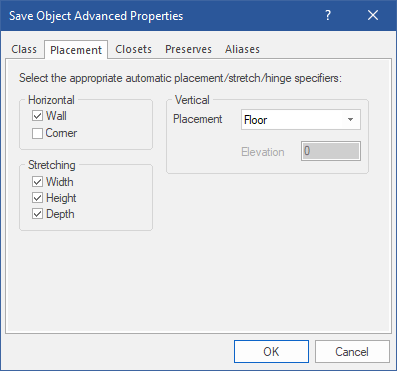 Save Object Advanced Properties ?
Class Placement Closets Preserves Aliases
Select the appropriate automatic placement/stretch/hinge specifiers:
Horizontal
Wall
Corner
Stretching
Width
Height
Depth
Vertical
Placement Floor
Elevation 0
OK Cancel